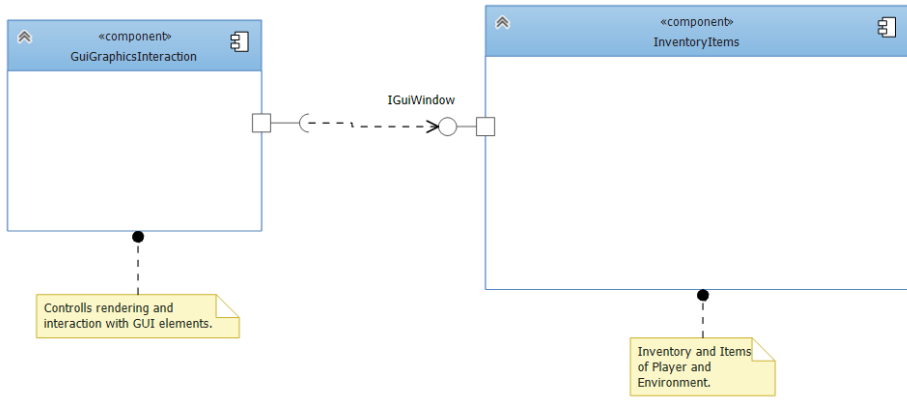 «component»
GuiGraphicsInteraction
«component»
InventoryItems
IGuiWindow
Controlls rendering and
interaction with GUI elements.
Inventory and Items
of Player and
Environment.